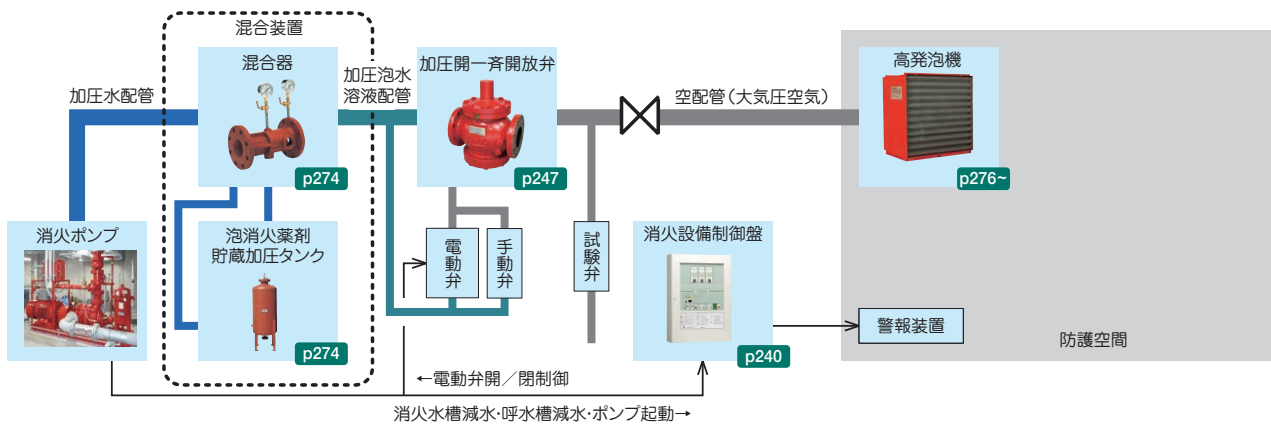 混合装置
混合器
p274
加圧水配管
加圧泡水
溶液配管
加圧開一斉開放弁
p247
空配管（大気圧空気）
高発泡機
p276~
消火ポンプ
泡消火薬剤
貯蔵加圧タンク
p274
電動弁
手動弁
試験弁
消火設備制御盤
p240
警報装置
防護空間
←電動弁開／閉制御
消火水槽減水・呼水槽減水・ポンプ起動→